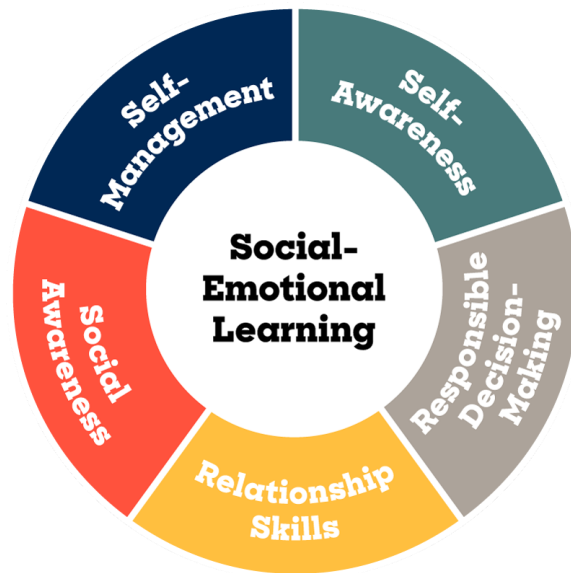 Social-
Emotional
Learning
Self-
Awareness
Responsible
Decision-
Making
Relationship
Skills
Social
Awareness
Self-
Management